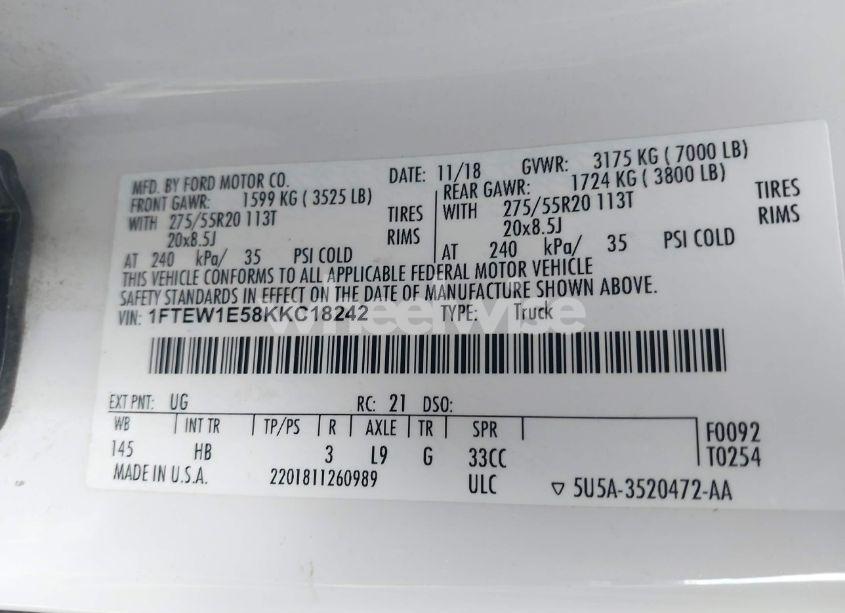 MFD. BY FORD MOTOR CO. DATE: 11/18 GVWR: 3175 KG ( 7000 LB)
FRONT GAWR: 1599 KG ( 3525 LB) REAR GAWR: 1724 KG ( 3800 LB)
WITH 275/55R20 113T TIRES WITH 275/55R20 113T TIRES
20x8.5J RIMS 20x8.5J RIMS
AT 240 kPa/ 35 PSI COLD AT 240 kPa/ 35 PSI COLD
THIS VEHICLE CONFORMS TO ALL APPLICABLE FEDERAL MOTOR VEHICLE
SAFETY STANDARDS IN EFFECT ON THE DATE OF MANUFACTURE SHOWN ABOVE.
VIN: 1FTEW1E58KKC18242 TYPE: Truck
wheelwise
EXT PNT: UG RC: 21 DSO:
WB INT TR TP/PS R AXLE TR SPR F0092
145 HB 3 L9 G 33CC T0254
MADE IN U.S.A. 2201811260989 ULC ▽ 5U5A-3520472-AA